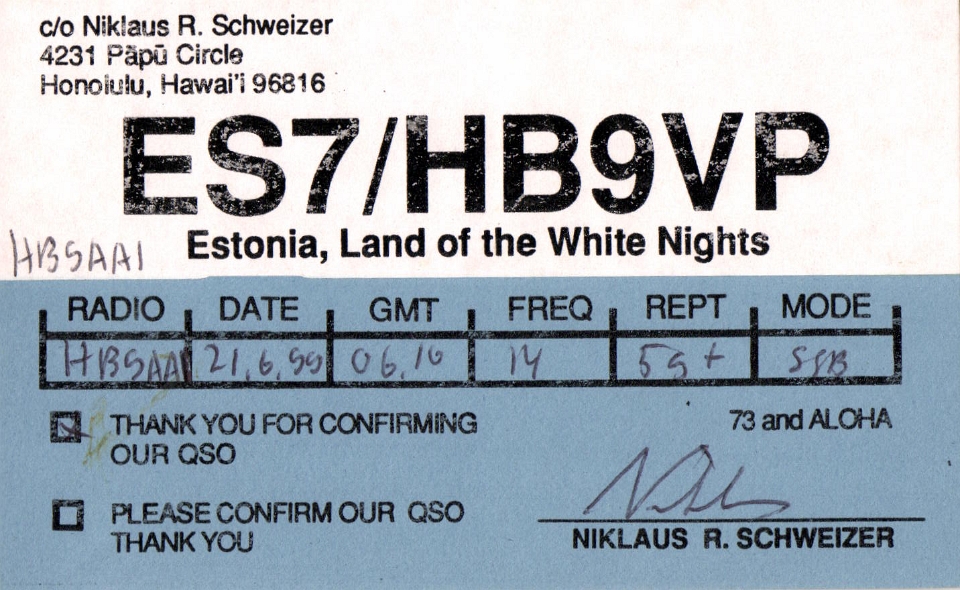 c/o Niklaus R. Schweizer
4231 Pāpū Circle
Honolulu, Hawai'i 96816
ES7/HB9VP
Estonia, Land of the White Nights
HB9AAI
RADIO DATE GMT FREQ REPT MODE
HB9AAI 21.6.99 06.10 14 59+ SSB
THANK YOU FOR CONFIRMING
OUR QSO
73 and ALOHA
PLEASE CONFIRM OUR QSO
THANK YOU
NIKLAUS R. SCHWEIZER